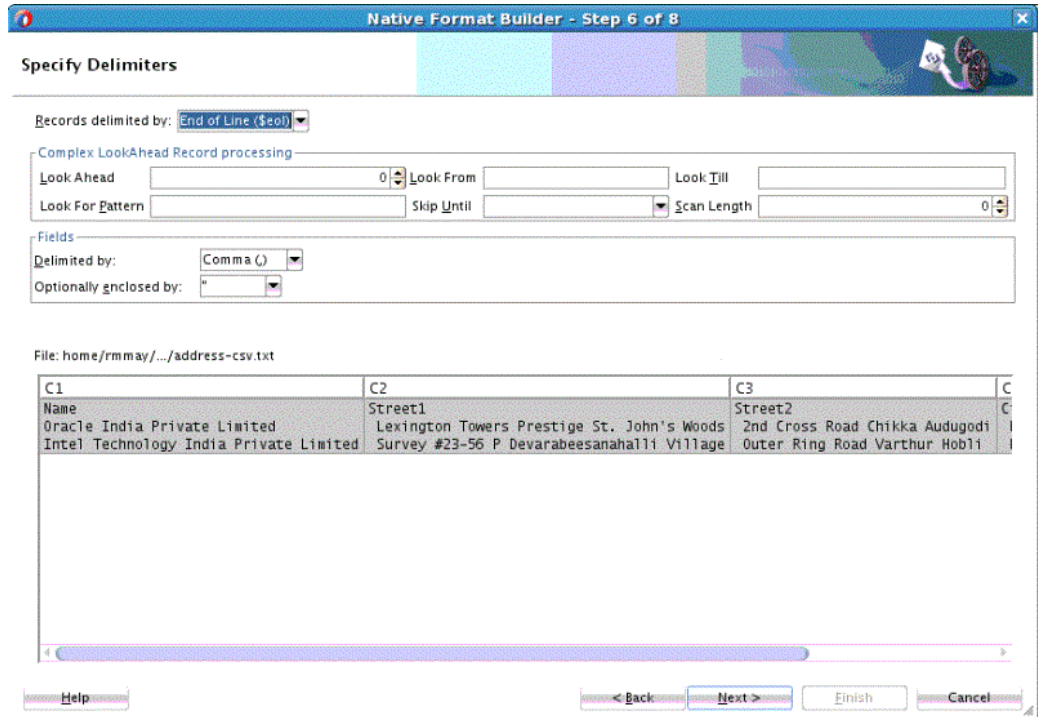 Native Format Builder - Step 6 of 8
Specify Delimiters
Records delimited by: End of Line ($eol)
Complex LookAhead Record processing
Look Ahead 0 Look From Look Till
Look For Pattern Skip Until Scan Length 0
Fields
Delimited by: Comma (,)
Optionally enclosed by: "
File: home/rmmay/.../address-csv.txt
C1 C2 C3 C
Name Street1 Street2
Oracle India Private Limited Lexington Towers Prestige St. John's Woods 2nd Cross Road Chikka Audugodi
Intel Technology India Private Limited Survey #23-56 P Devarabeesanahalli Village Outer Ring Road Varthur Hobli
Help < Back Next > Finish Cancel